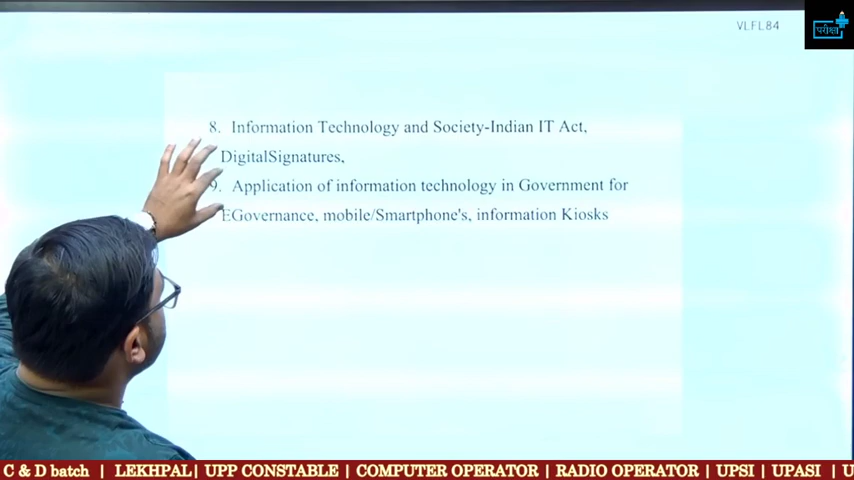 VLFL84
परीक्षा
8. Information Technology and Society-Indian IT Act,
DigitalSignatures,
9. Application of information technology in Government for
EGovernance, mobile/Smartphone's, information Kiosks
C & D batch | LEKHPAL | UPP CONSTABLE | COMPUTER OPERATOR | RADIO OPERATOR | UPSI | UPASI | U